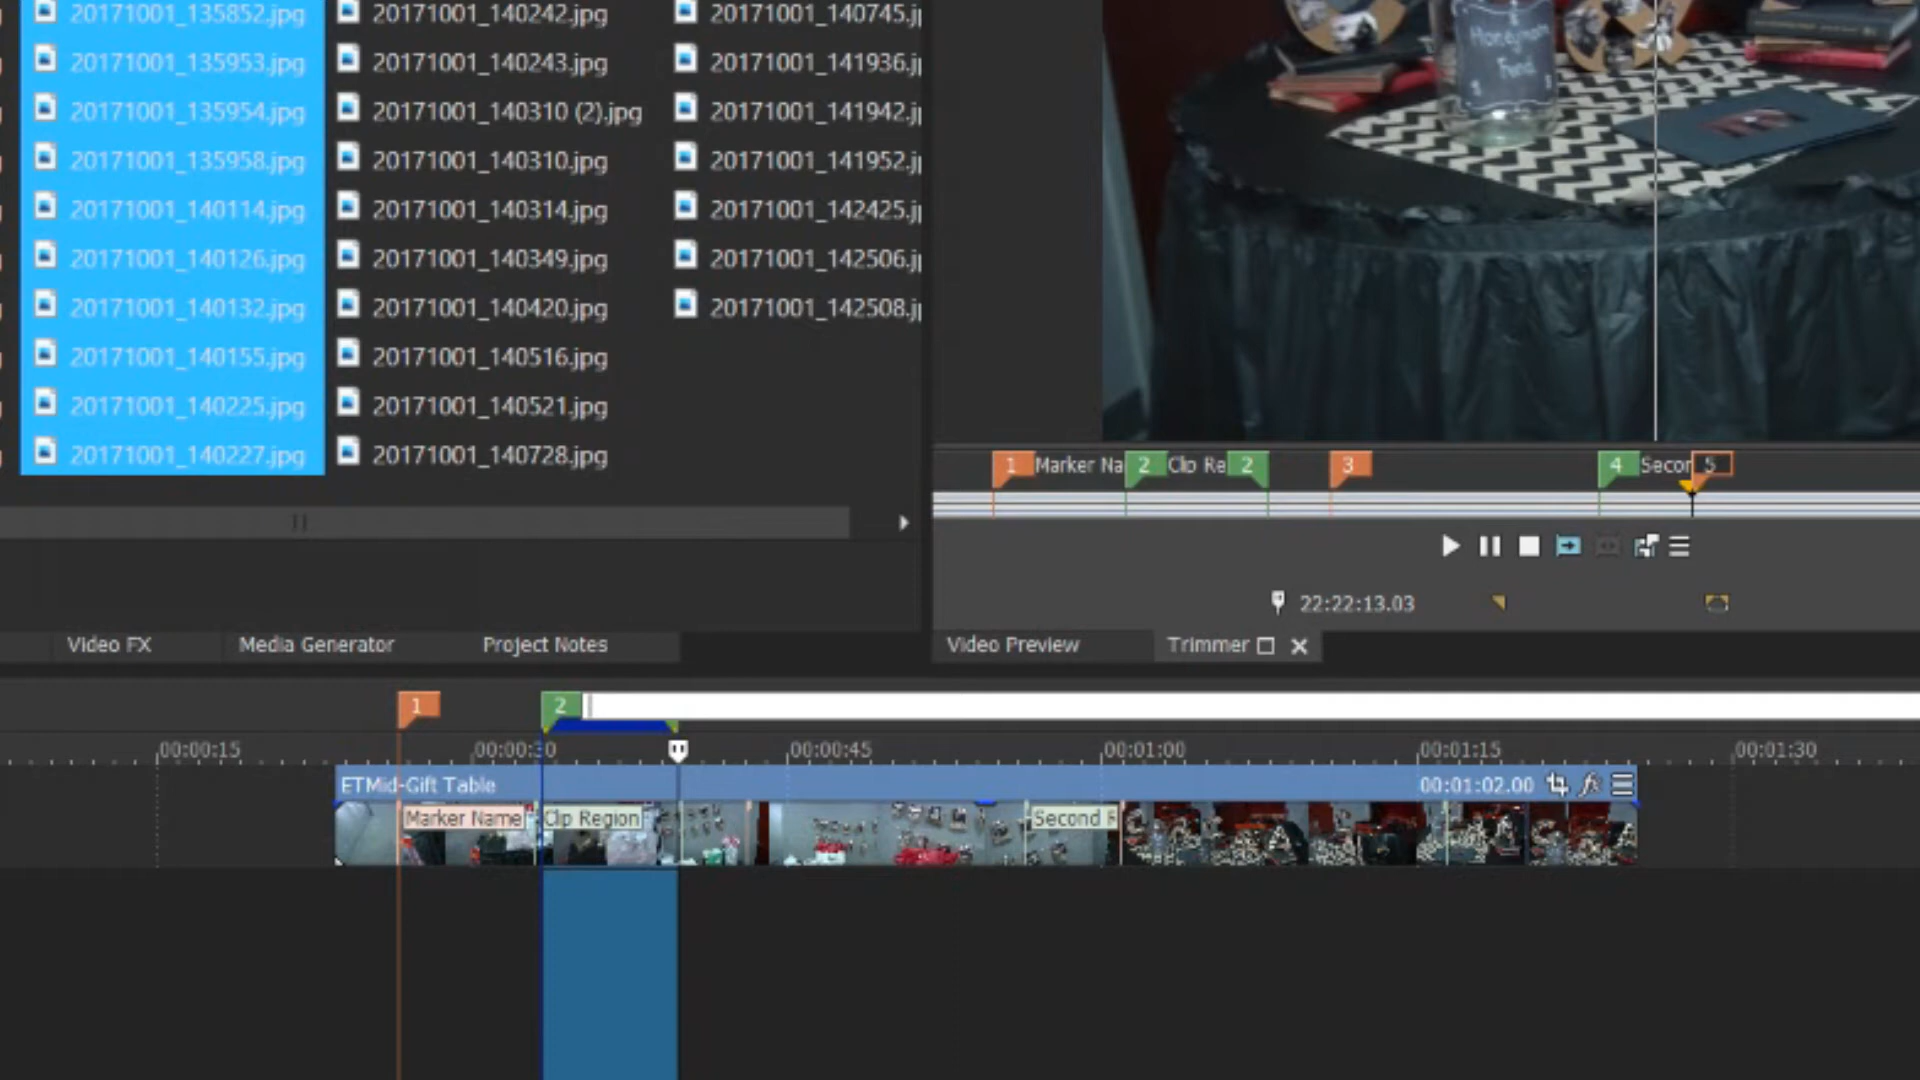 20171001_135852.jpg
20171001_135953.jpg
20171001_135954.jpg
20171001_135958.jpg
20171001_140114.jpg
20171001_140126.jpg
20171001_140132.jpg
20171001_140155.jpg
20171001_140225.jpg
20171001_140227.jpg
20171001_140242.jpg
20171001_140243.jpg
20171001_140310 (2).jpg
20171001_140310.jpg
20171001_140314.jpg
20171001_140349.jpg
20171001_140420.jpg
20171001_140516.jpg
20171001_140521.jpg
20171001_140728.jpg
20171001_140745.j
20171001_141936.j
20171001_141942.j
20171001_141952.j
20171001_142425.j
20171001_142506.j
20171001_142508.j
Honeymoon
Fund
1 Marker Na 2 Clip Re 2 3 4 Secon 5
22:22:13.03
Video FX Media Generator Project Notes
Video Preview Trimmer
1 2
00:00:15 00:00:30 00:00:45 00:01:00 00:01:15 00:01:30
ETMid-Gift Table 00:01:02.00
Marker Name Clip Region Second R